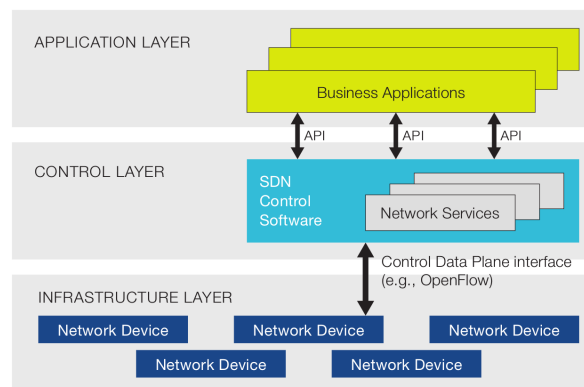 APPLICATION LAYER
Business Applications
API
API
API
CONTROL LAYER
SDN
Control
Software
Network Services
Control Data Plane interface
(e.g., OpenFlow)
INFRASTRUCTURE LAYER
Network Device
Network Device
Network Device
Network Device
Network Device